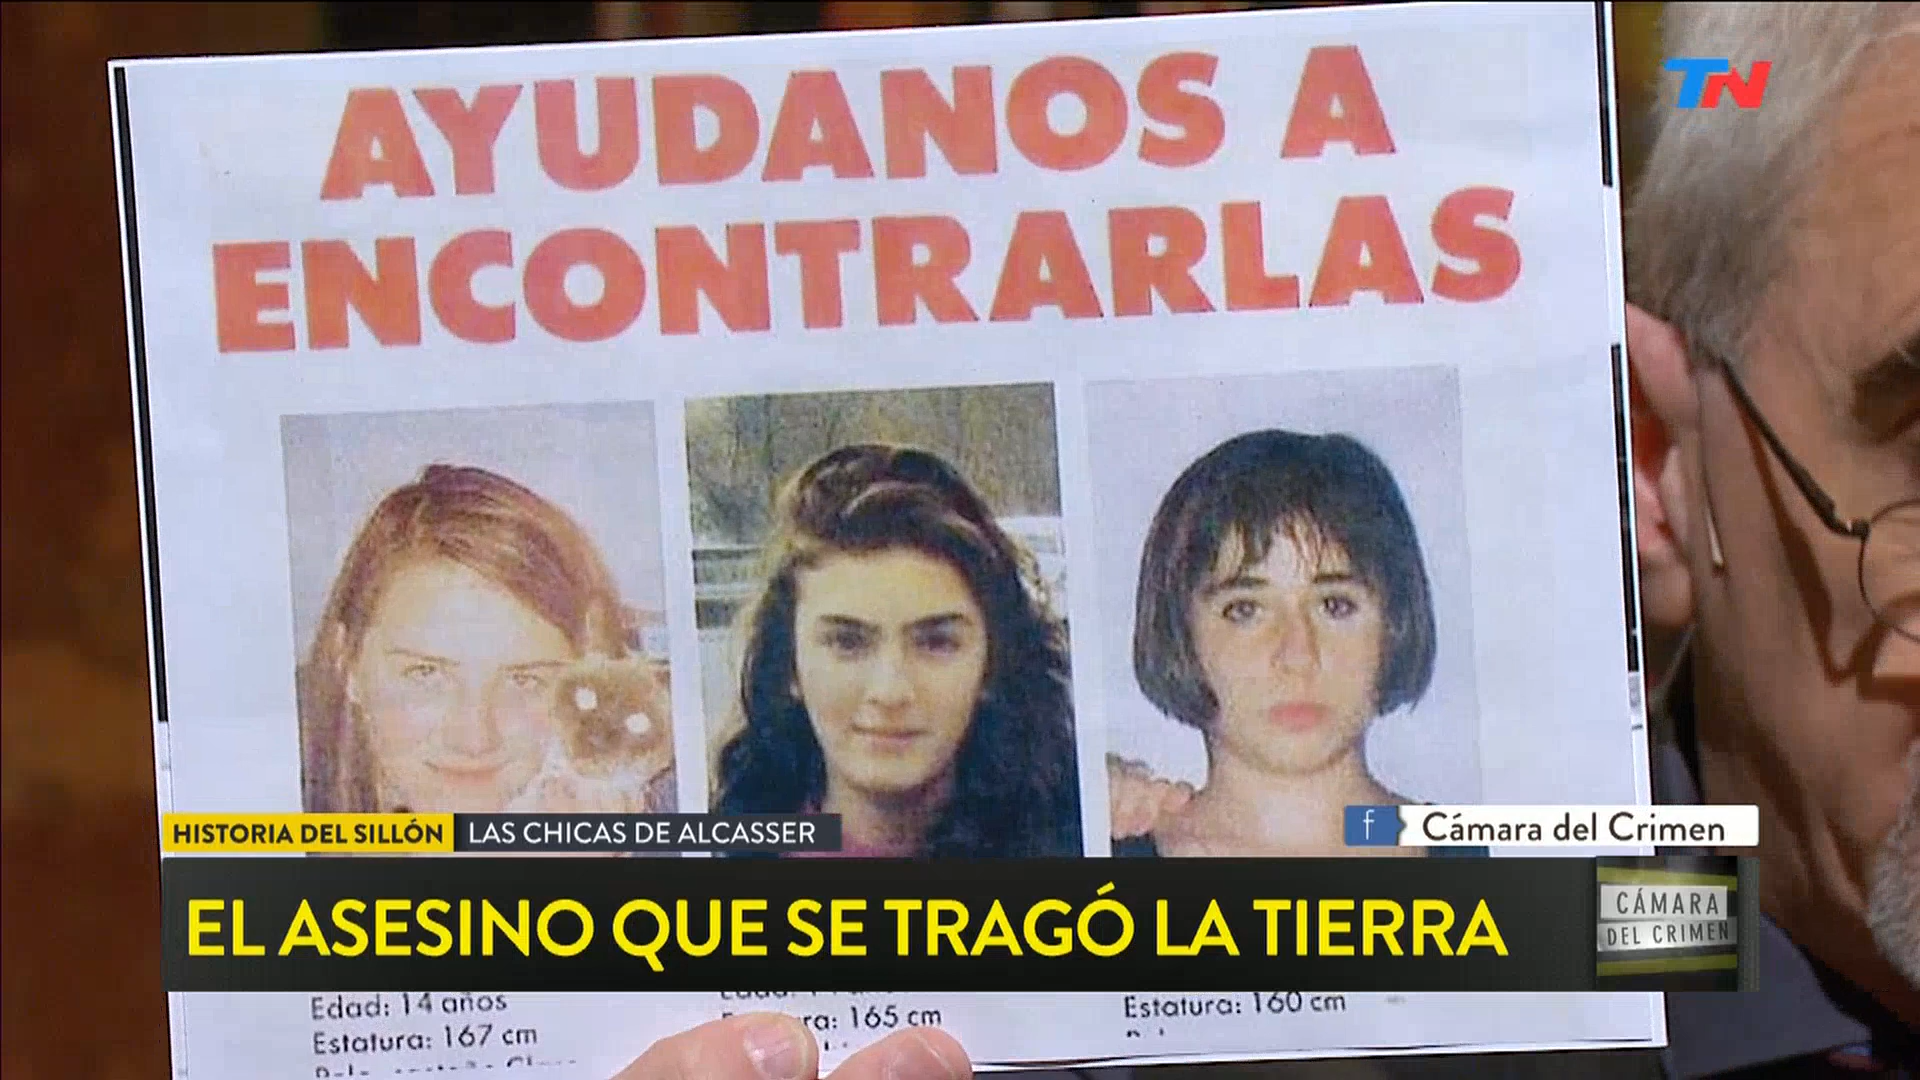 TN
AYUDANOS A
ENCONTRARLAS
HISTORIA DEL SILLÓN
LAS CHICAS DE ALCASSER
f
Cámara del Crimen
EL ASESINO QUE SE TRAGÓ LA TIERRA
CÁMARA
DEL CRIMEN
Edad: 14 años
Estatura: 167 cm
165 cm
Estatura: 160 cm